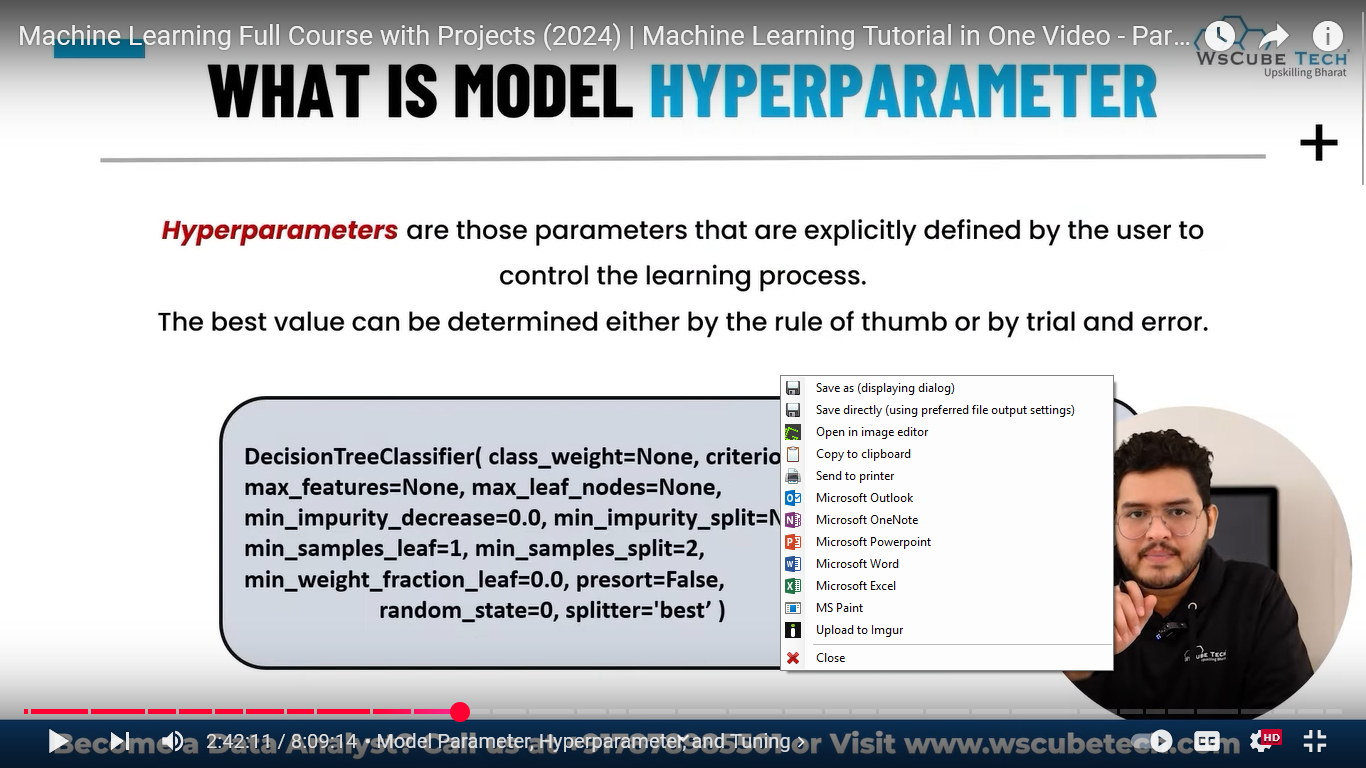 Machine Learning Full Course with Projects (2024) | Machine Learning Tutorial in One Video - Par...
WsCube Tech
Upskilling Bharat
WHAT IS MODEL HYPERPARAMETER
Hyperparameters are those parameters that are explicitly defined by the user to
control the learning process.
The best value can be determined either by the rule of thumb or by trial and error.
DecisionTreeClassifier( class_weight=None, criterio
max_features=None, max_leaf_nodes=None,
min_impurity_decrease=0.0, min_impurity_split=N
min_samples_leaf=1, min_samples_split=2,
min_weight_fraction_leaf=0.0, presort=False,
random_state=0, splitter='best’ )
Save as (displaying dialog)
Save directly (using preferred file output settings)
Open in image editor
Copy to clipboard
Send to printer
Microsoft Outlook
Microsoft OneNote
Microsoft Powerpoint
Microsoft Word
Microsoft Excel
MS Paint
Upload to Imgur
Close
2:42:11 / 8:09:14 • Model Parameter, Hyperparameter, and Tuning
Become a Data Analyst? or Visit www.wscubetech.com
CC
HD